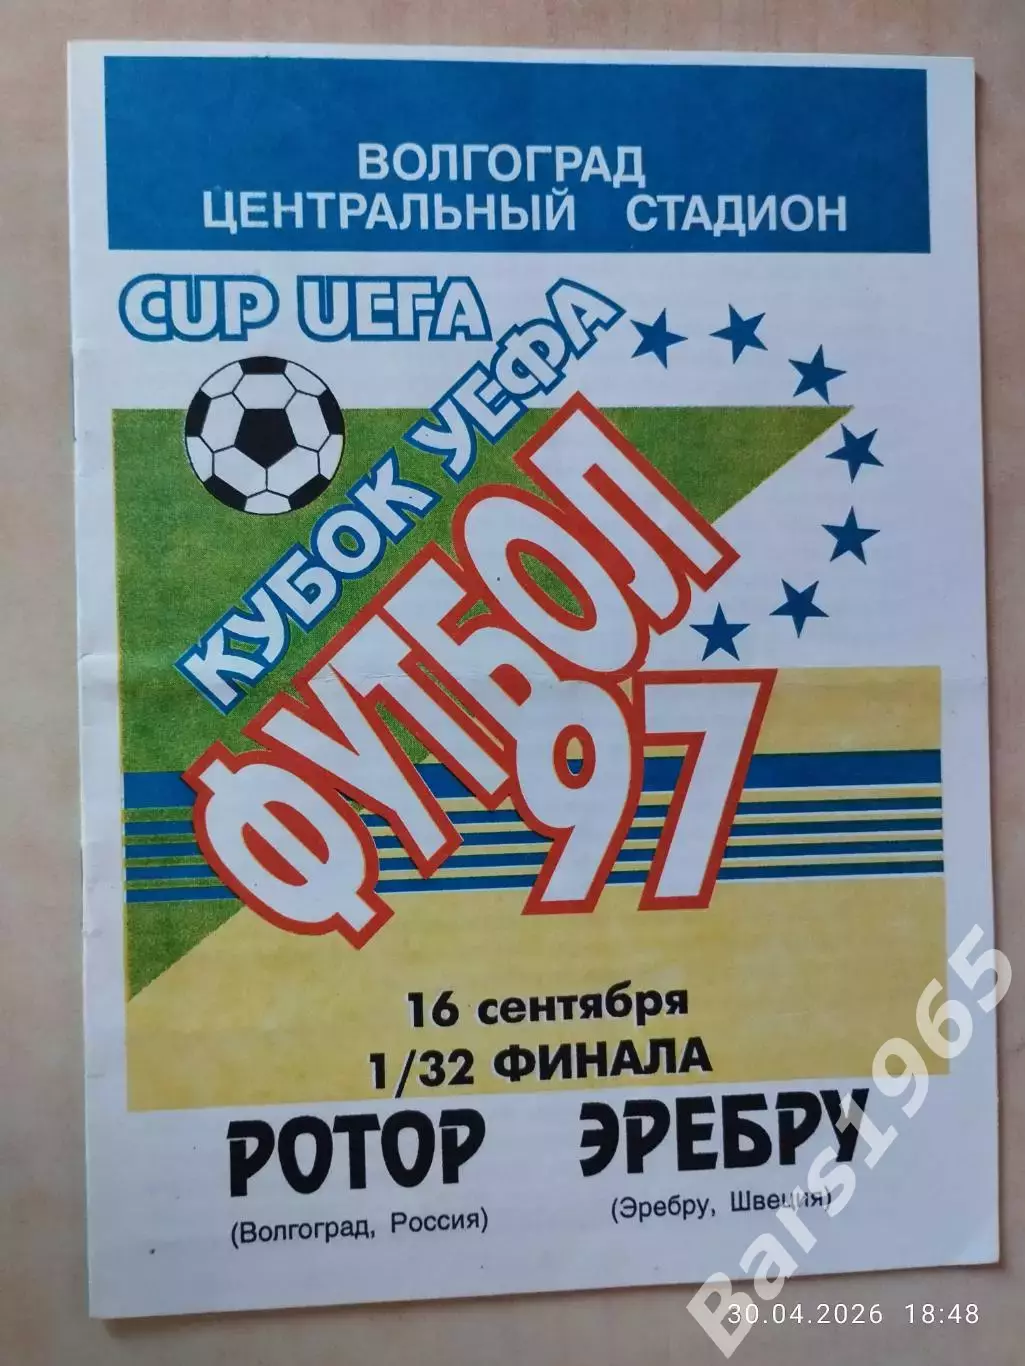 ВОЛГОГРАД
ЦЕНТРАЛЬНЫЙ СТАДИОН
CUP UEFA
КУБОК УЕФА
ФУТБОЛ
97
16 сентября
1/32 ФИНАЛА
РОТОР ЭРЕБРУ
(Волгоград, Россия) (Эребру, Швеция)
Bars1965
30.04.2026 18:48